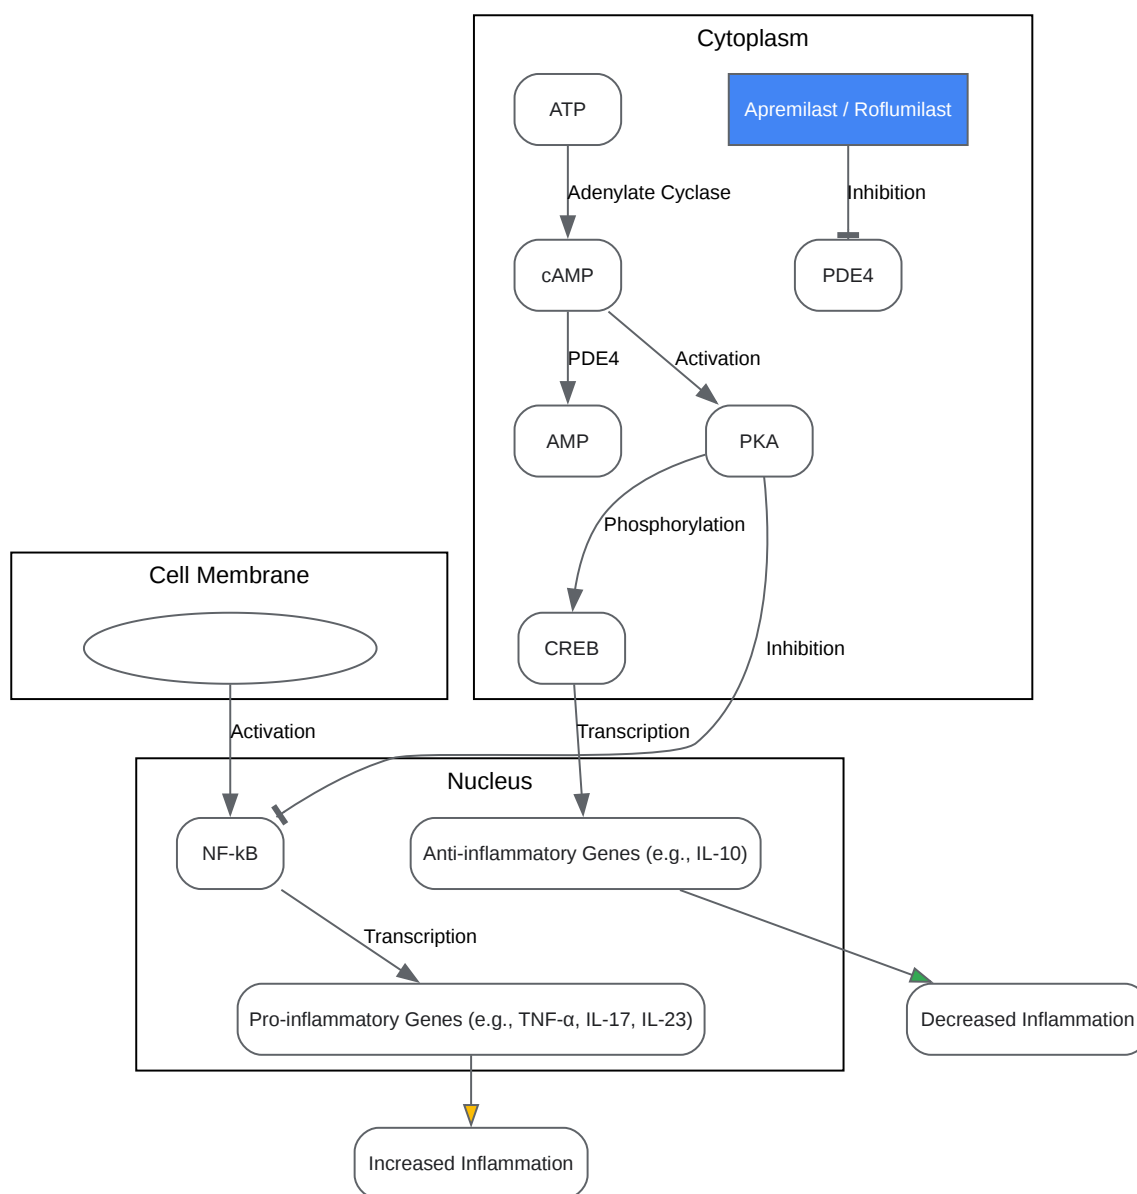 Cytoplasm
ATP
Apremilast / Roflumilast
Adenylate Cyclase
Inhibition
cAMP
PDE4
PDE4
Activation
AMP
PKA
Phosphorylation
Cell Membrane
CREB
Inhibition
Activation
Transcription
Nucleus
NF-kB
Anti-inflammatory Genes (e.g., IL-10)
Transcription
Pro-inflammatory Genes (e.g., TNF-α, IL-17, IL-23)
Decreased Inflammation
Increased Inflammation